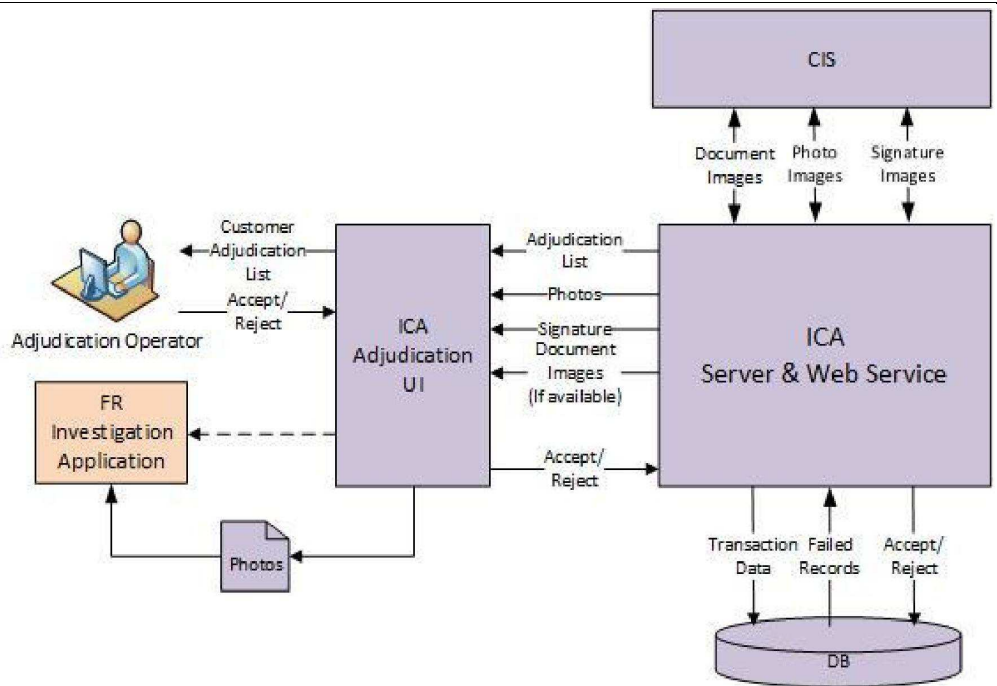 CIS
Document
Images
Photo
Images
Signature
Images
Customer
Adjudication
List
Accept/
Reject
Adjudication Operator
ICA
Adjudication
UI
Adjudication
List
Photos
Signature
Document
Images
(If available)
Accept/
Reject
ICA
Server & Web Service
FR
Investigation
Application
Photos
Transaction
Data
Failed
Records
Accept/
Reject
DB